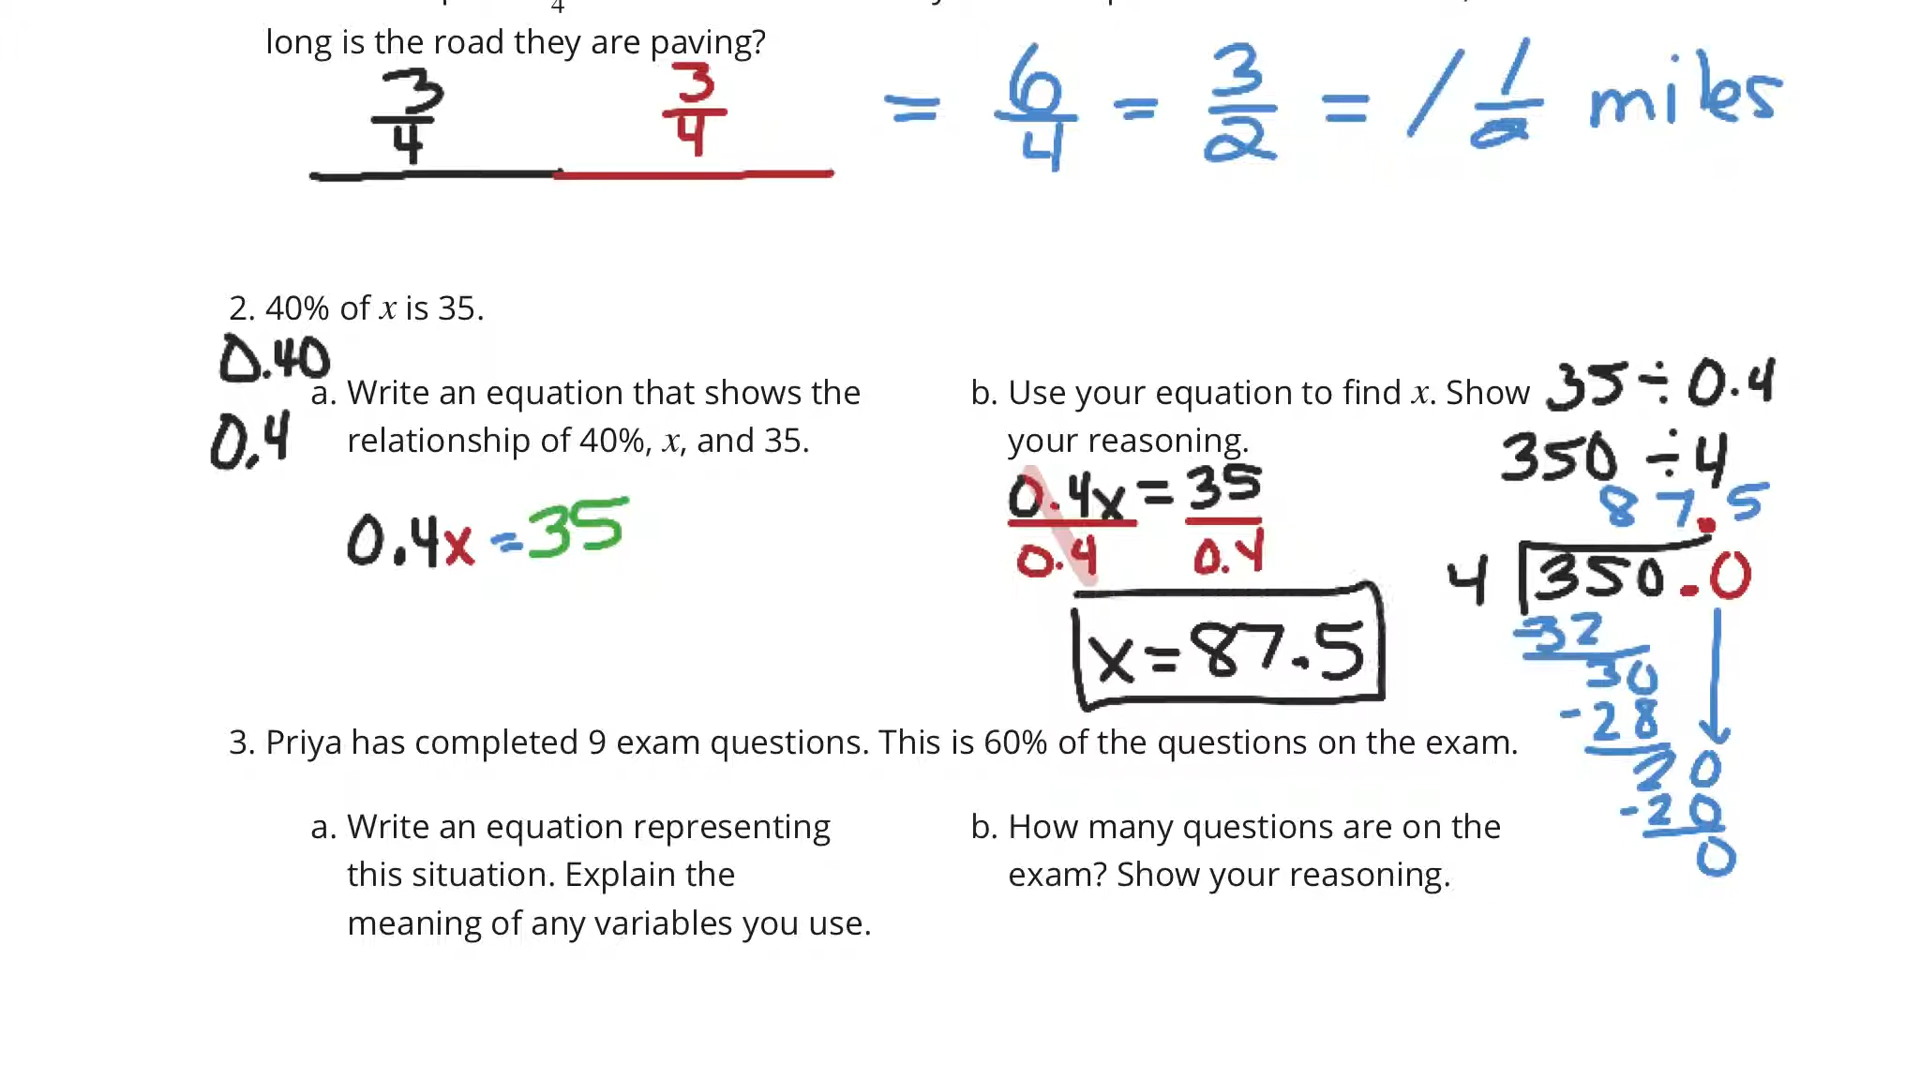 4
long is the road they are paving?
3/4 3/4 = 6/4 = 3/2 = 1 1/2 miles
2. 40% of x is 35.
0.40
a. Write an equation that shows the
relationship of 40%, x, and 35.
0.4
0.4x = 35
b. Use your equation to find x. Show
your reasoning.
0.4x = 35
0.4 0.4
x = 87.5
35 ÷ 0.4
350 ÷ 4
87.5
4 350.0
-32
30
-28
20
-20
0
3. Priya has completed 9 exam questions. This is 60% of the questions on the exam.
a. Write an equation representing
this situation. Explain the
meaning of any variables you use.
b. How many questions are on the
exam? Show your reasoning.